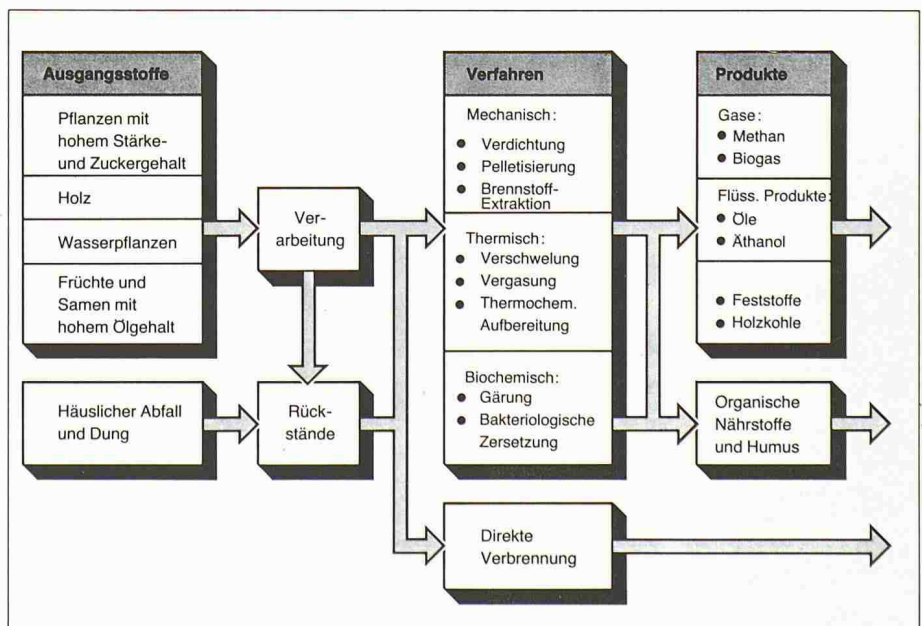 Ausgangsstoffe
Pflanzen mit
hohem Stärke-
und Zuckergehalt
Holz
Wasserpflanzen
Früchte und
Samen mit
hohem Ölgehalt
Häuslicher Abfall
und Dung
Ver-
arbeitung
Rück-
stände
Verfahren
Mechanisch:
• Verdichtung
• Pelletisierung
• Brennstoff-
Extraktion
Thermisch:
• Verschwelung
• Vergasung
• Thermochem.
Aufbereitung
Biochemisch:
• Gärung
• Bakteriologische
Zersetzung
Direkte
Verbrennung
Produkte
Gase:
• Methan
• Biogas
Flüss. Produkte:
• Öle
• Äthanol
• Feststoffe
• Holzkohle
Organische
Nährstoffe
und Humus